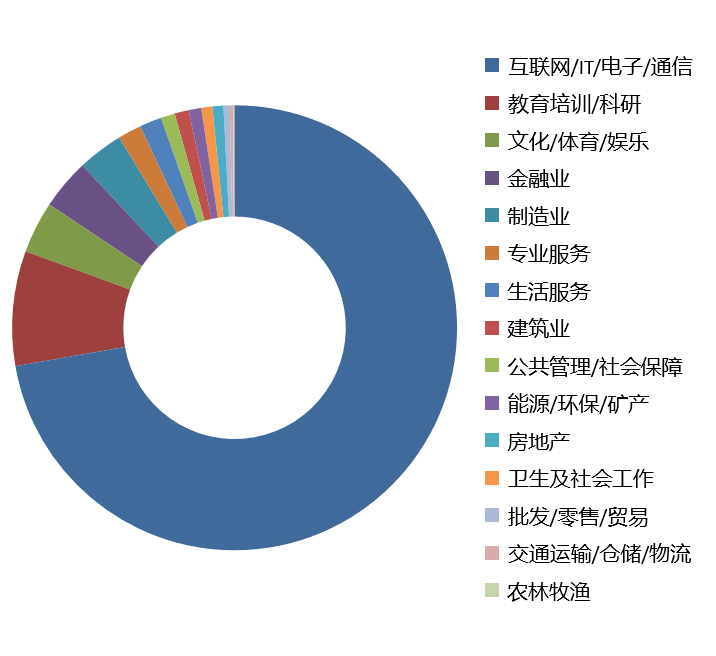 互联网/IT/电子/通信
教育培训/科研
文化/体育/娱乐
金融业
制造业
专业服务
生活服务
建筑业
公共管理/社会保障
能源/环保/矿产
房地产
卫生及社会工作
批发/零售/贸易
交通运输/仓储/物流
农林牧渔